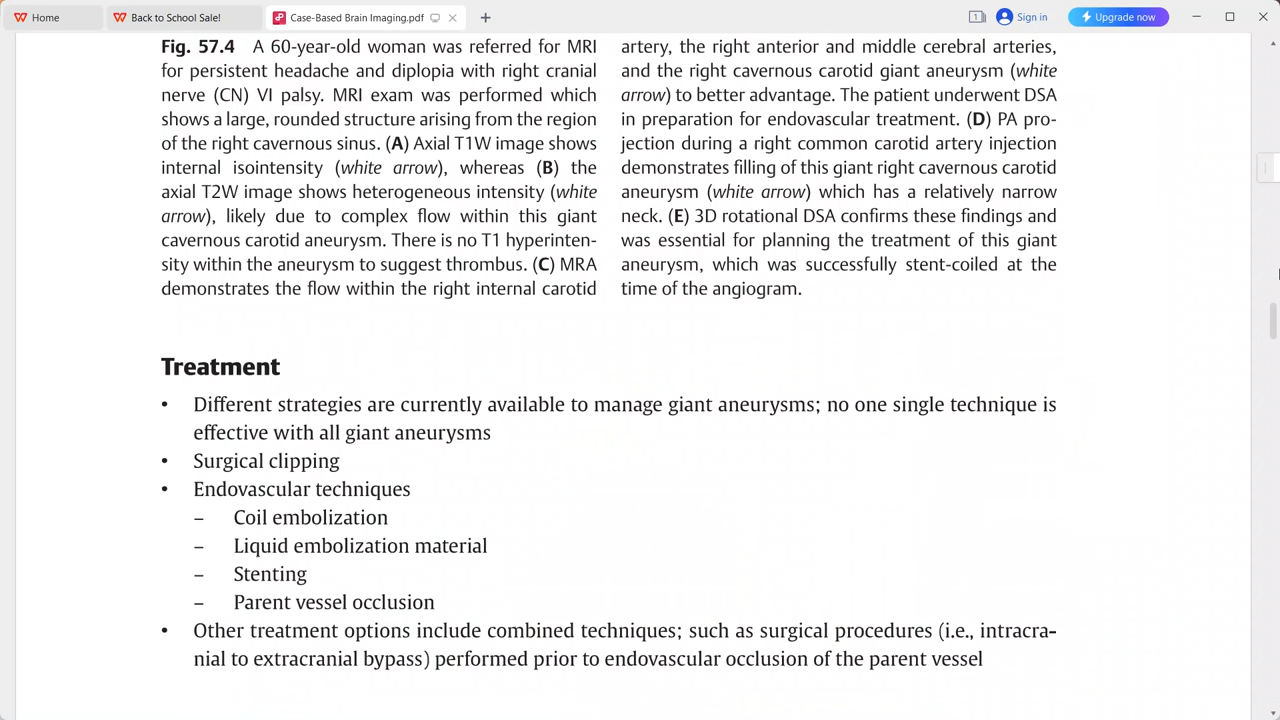 Home
Back to School Sale!
Case-Based Brain Imaging.pdf
1
Sign in
Upgrade now
Fig. 57.4 A 60-year-old woman was referred for MRI
for persistent headache and diplopia with right cranial
nerve (CN) VI palsy. MRI exam was performed which
shows a large, rounded structure arising from the region
of the right cavernous sinus. (A) Axial T1W image shows
internal isointensity (white arrow), whereas (B) the
axial T2W image shows heterogeneous intensity (white
arrow), likely due to complex flow within this giant
cavernous carotid aneurysm. There is no T1 hyperinten-
sity within the aneurysm to suggest thrombus. (C) MRA
demonstrates the flow within the right internal carotid
artery, the right anterior and middle cerebral arteries,
and the right cavernous carotid giant aneurysm (white
arrow) to better advantage. The patient underwent DSA
in preparation for endovascular treatment. (D) PA pro-
jection during a right common carotid artery injection
demonstrates filling of this giant right cavernous carotid
aneurysm (white arrow) which has a relatively narrow
neck. (E) 3D rotational DSA confirms these findings and
was essential for planning the treatment of this giant
aneurysm, which was successfully stent-coiled at the
time of the angiogram.
Treatment
• Different strategies are currently available to manage giant aneurysms; no one single technique is
effective with all giant aneurysms
• Surgical clipping
• Endovascular techniques
– Coil embolization
– Liquid embolization material
– Stenting
– Parent vessel occlusion
• Other treatment options include combined techniques; such as surgical procedures (i.e., intracra-
nial to extracranial bypass) performed prior to endovascular occlusion of the parent vessel